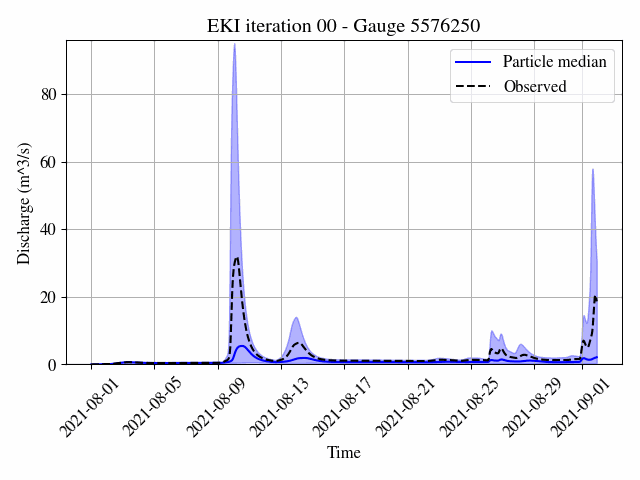 EKI iteration 00 - Gauge 5576250
Particle median
Observed
Discharge (m^3/s)
80
60
40
20
0
2021-08-01
2021-08-05
2021-08-09
2021-08-13
2021-08-17
2021-08-21
2021-08-25
2021-08-29
2021-09-01
Time